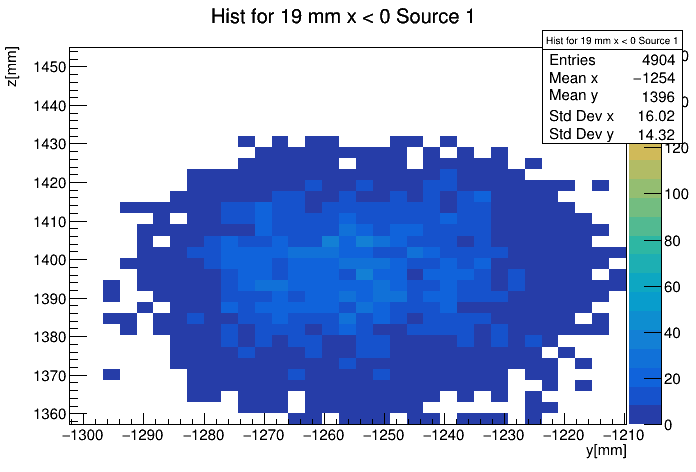 Hist for 19 mm x < 0 Source 1
Hist for 19 mm x < 0 Source 1
Entries 4904
Mean x −1254
Mean y 1396
Std Dev x 16.02
Std Dev y 14.32
z[mm]
1450
1440
1430
1420
1410
1400
1390
1380
1370
1360
−1300 −1290 −1280 −1270 −1260 −1250 −1240 −1230 −1220 −1210
y[mm]
120
100
80
60
40
20
0